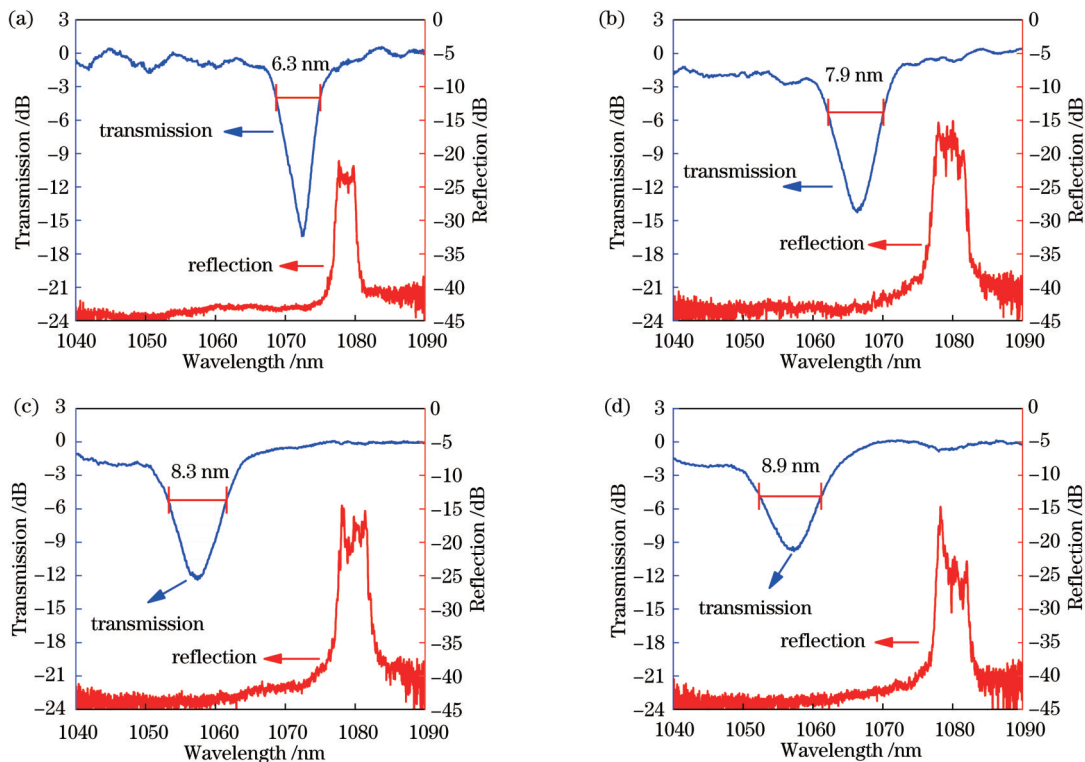 (a)
3
0
−3
−6
−9
−12
−15
−18
−21
−24
Transmission /dB
6.3 nm
transmission
reflection
0
−5
−10
−15
−20
−25
−30
−35
−40
−45
Reflection /dB
1040 1050 1060 1070 1080 1090
Wavelength /nm
(b)
3
0
−3
−6
−9
−12
−15
−18
−21
−24
Transmission /dB
7.9 nm
transmission
reflection
0
−5
−10
−15
−20
−25
−30
−35
−40
−45
Reflection /dB
1040 1050 1060 1070 1080 1090
Wavelength /nm
(c)
3
0
−3
−6
−9
−12
−15
−18
−21
−24
Transmission /dB
8.3 nm
transmission
reflection
0
−5
−10
−15
−20
−25
−30
−35
−40
−45
Reflection /dB
1040 1050 1060 1070 1080 1090
Wavelength /nm
(d)
3
0
−3
−6
−9
−12
−15
−18
−21
−24
Transmission /dB
8.9 nm
transmission
reflection
0
−5
−10
−15
−20
−25
−30
−35
−40
−45
Reflection /dB
1040 1050 1060 1070 1080 1090
Wavelength /nm